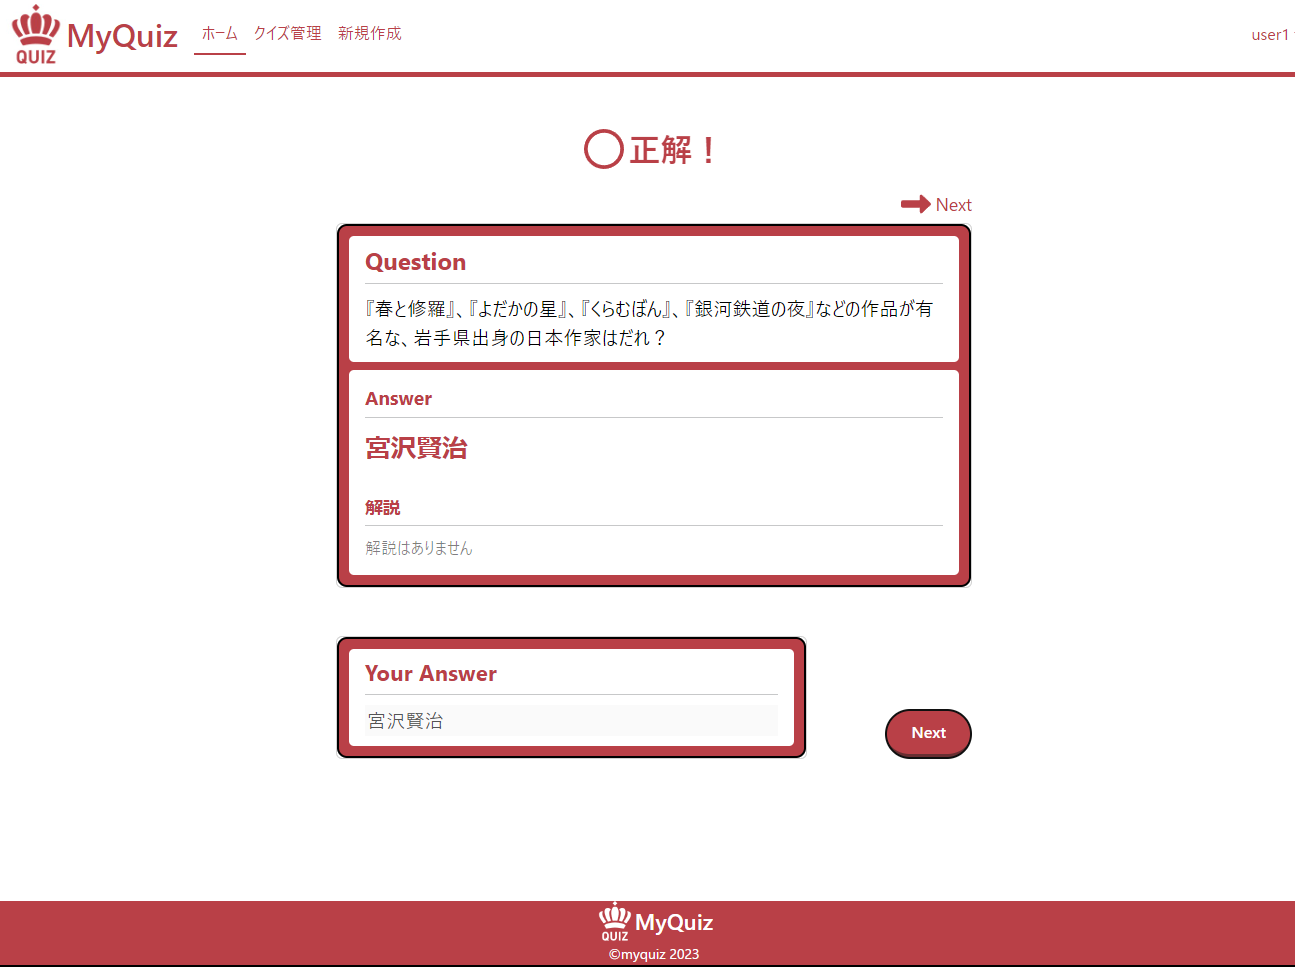 QUIZ
MyQuiz
ホーム
クイズ管理
新規作成
user1
正解！
Next
Question
『春と修羅』、『よだかの星』、『くらむぼん』、『銀河鉄道の夜』などの作品が有
名な、岩手県出身の日本作家はだれ？
Answer
宮沢賢治
解説
解説はありません
Your Answer
宮沢賢治
Next
QUIZ
MyQuiz
©myquiz 2023